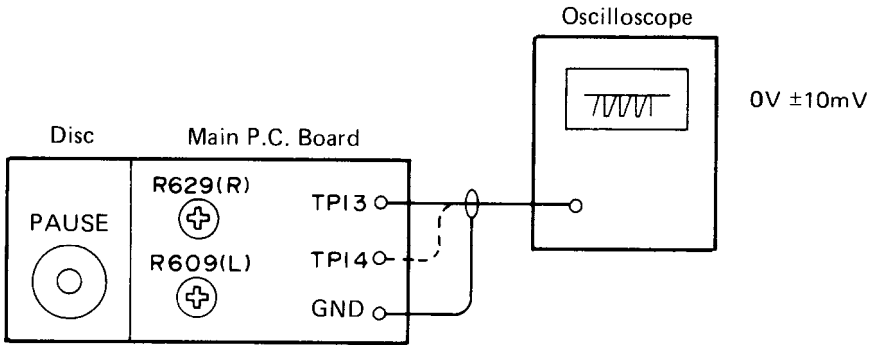 Oscilloscope
0V ±10mV
Disc
Main P.C. Board
PAUSE
R629(R)
R609(L)
TP13
TP14
GND